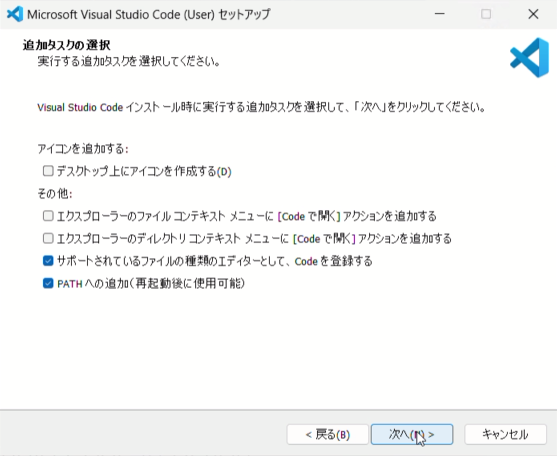 Microsoft Visual Studio Code (User) セットアップ
追加タスクの選択
実行する追加タスクを選択してください。
Visual Studio Code インストール時に実行する追加タスクを選択して、「次へ」をクリックしてください。
アイコンを追加する:
デスクトップ上にアイコンを作成する(D)
その他:
エクスプローラーのファイル コンテキスト メニューに [Code で開く] アクションを追加する
エクスプローラーのディレクトリ コンテキスト メニューに [Code で開く] アクションを追加する
サポートされているファイルの種類のエディターとして、Code を登録する
PATH への追加(再起動後に使用可能)
< 戻る(B)
次へ(N) >
キャンセル